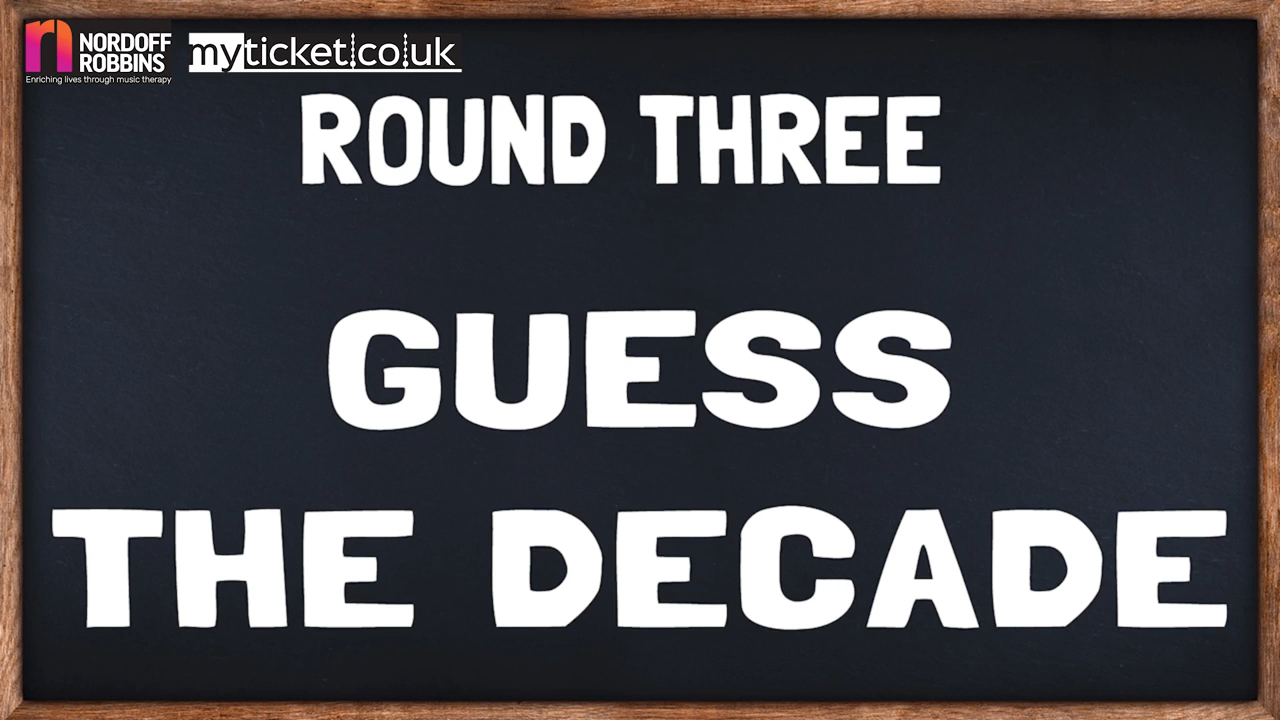 NORDOFF
ROBBINS
Enriching lives through music therapy
myticket.co.uk
ROUND THREE
GUESS
THE DECADE